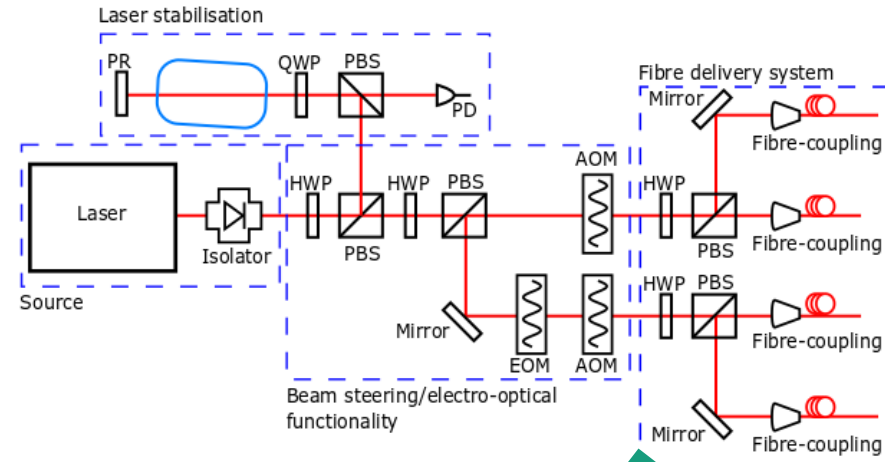 Laser stabilisation
PR
QWP
PBS
PD
Fibre delivery system
Mirror
Fibre-coupling
AOM
HWP
HWP
PBS
HWP
Laser
Isolator
PBS
PBS
Fibre-coupling
Source
PBS
HWP
Mirror
EOM
AOM
Fibre-coupling
Beam steering/electro-optical
functionality
Mirror
Fibre-coupling